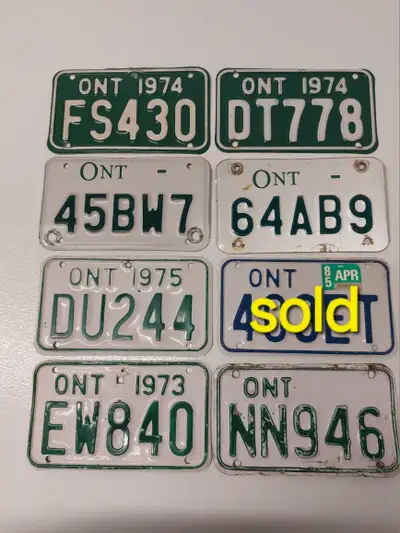 ONT 1974
FS430
ONT 1974
DT778
ONT -
45BW7
ONT -
64AB9
ONT 1975
DU244
ONT
85 APR
sold
ONT 1973
EW840
ONT
NN946